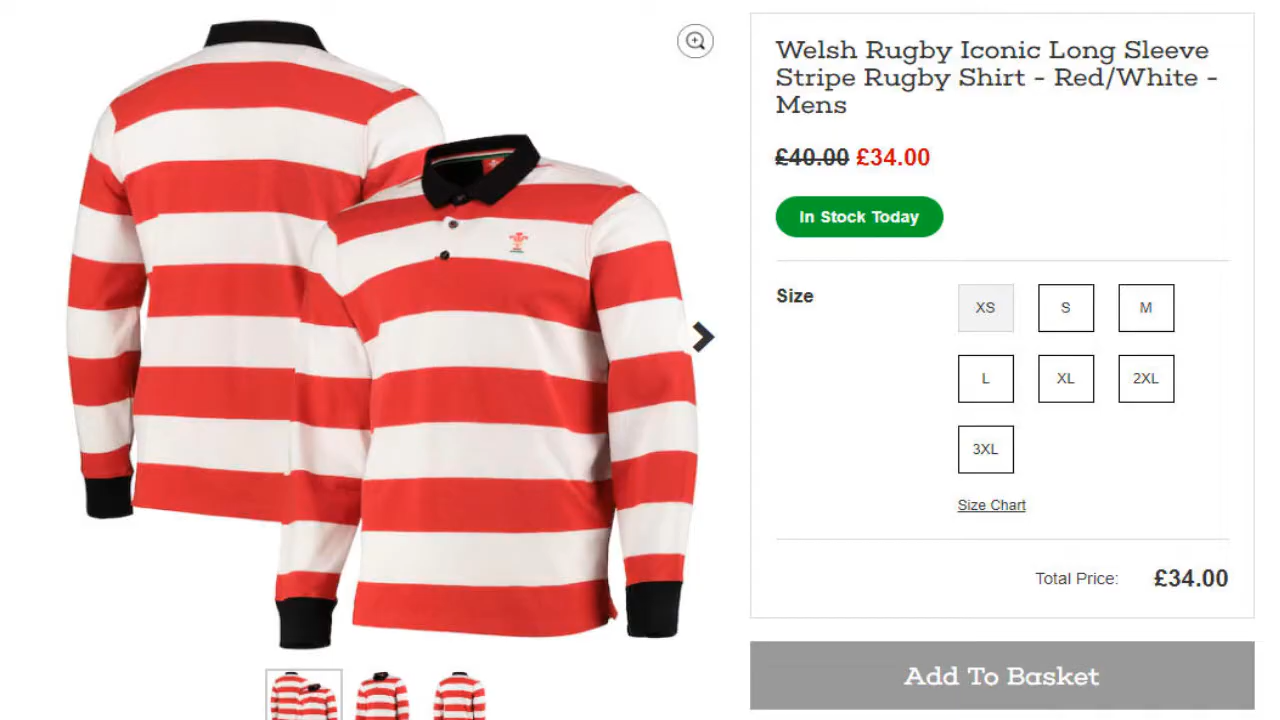 Welsh Rugby Iconic Long Sleeve
Stripe Rugby Shirt - Red/White -
Mens
£40.00 £34.00
In Stock Today
Size
XS S M
L XL 2XL
3XL
Size Chart
Total Price: £34.00
Add To Basket